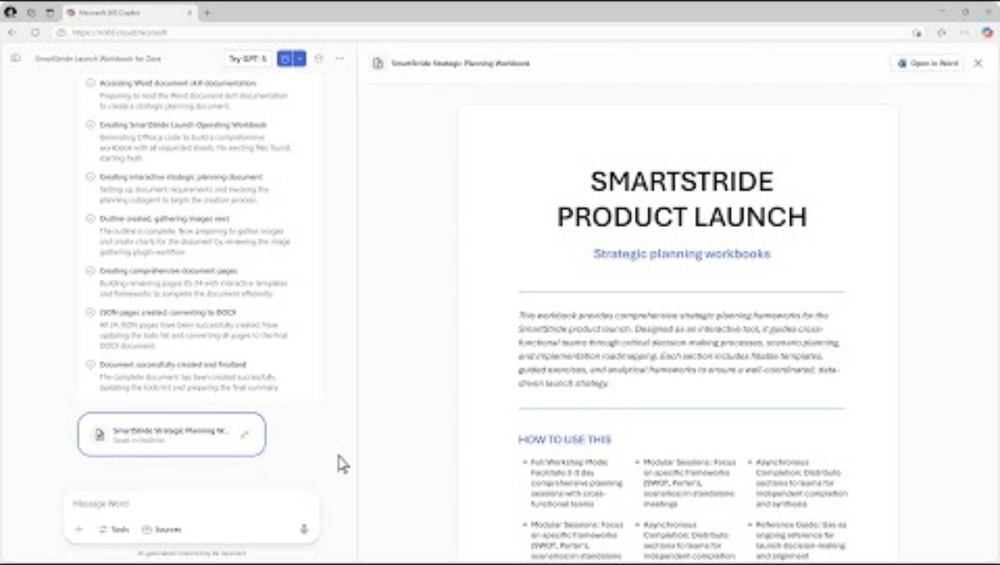 Microsoft 365 Copilot
https://m365.cloud.microsoft
SmartStride Launch Workbook for Zava
Try GPT-5
Accessing Word document skill documentation
Preparing to read the Word document skill documentation
to create a strategic planning document.
Creating SmartStride Launch Operating Workbook
Generating Office.js code to build a comprehensive
workbook with all requested sheets. No existing files found,
starting fresh.
Creating interactive strategic planning document
Setting up document requirements and invoking the
planning subagent to begin the creation process.
Outline created, gathering images next
The outline is complete. Now preparing to gather images
and create charts for the document by reviewing the image
gathering plugin workflow.
Creating comprehensive document pages
Building remaining pages with interactive templates
and frameworks to complete the document efficiently.
JSON pages created, converting to DOCX
All 24 JSON pages have been successfully created. Now
updating the todo list and converting all pages to the final
DOCX document.
Document successfully created and finalized
The complete document has been created successfully.
Updating the todo list and preparing the final summary.
SmartStride Strategic Planning W...
Saved in OneDrive
Message Word
Tools
Sources
AI-generated content may be incorrect
SmartStride Strategic Planning Workbook
Open in Word
SMARTSTRIDE
PRODUCT LAUNCH
Strategic planning workbooks
This workbook provides comprehensive strategic planning frameworks for the
SmartStride product launch. Designed as an interactive tool, it guides cross-
functional teams through critical decision-making processes, scenario planning,
and implementation roadmapping. Each section includes fillable templates,
guided exercises, and analytical frameworks to ensure a well-coordinated, data-
driven launch strategy.
HOW TO USE THIS
• Full Workshop Mode:
Facilitate 2-3 day
comprehensive planning
sessions with cross-
functional teams
• Modular Sessions: Focus
on specific frameworks
(SWOT, Porter's,
scenarios) in standalone
meetings
• Asynchronous
Completion: Distribute
sections to teams for
independent completion
and synthesis
• Modular Sessions: Focus
on specific frameworks
(SWOT, Porter's,
scenarios) in standalone
• Asynchronous
Completion: Distribute
sections to teams for
independent completion
• Reference Guide: Use as
ongoing reference for
launch decision-making
and alignment